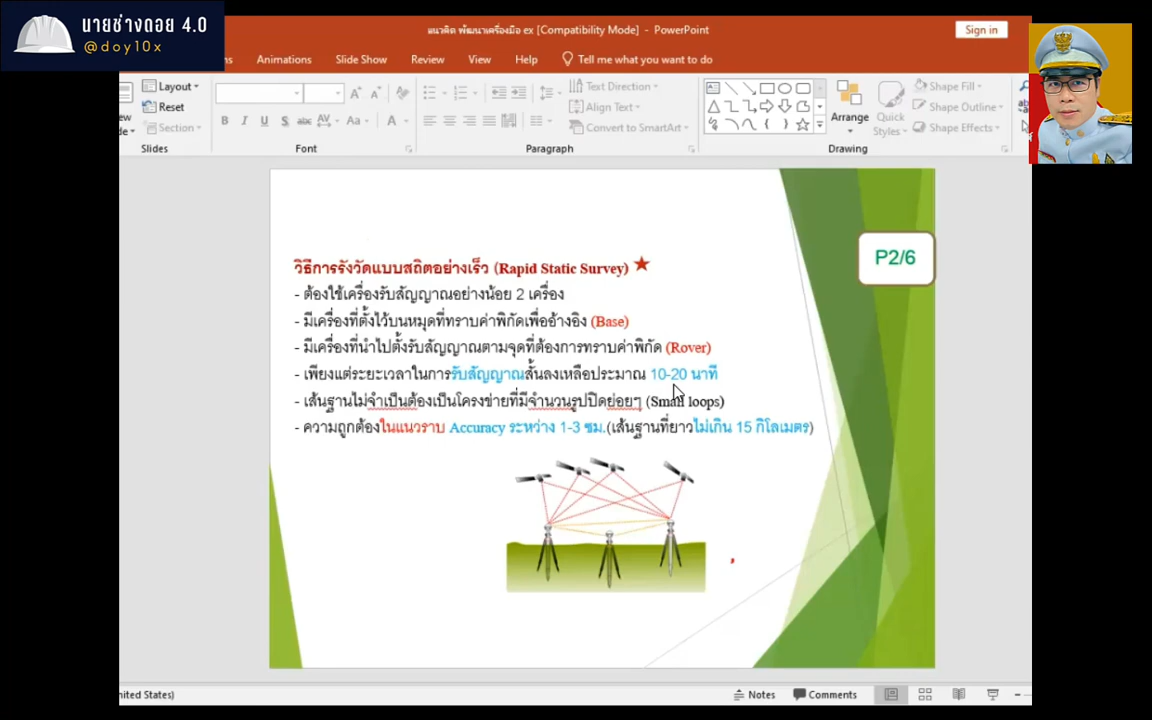 นายช่างดอย 4.0
@doy10x
แนวคิด พัฒนาเครื่องมือ ex [Compatibility Mode] - PowerPoint
Sign in
ns Animations Slide Show Review View Help Tell me what you want to do
Layout
Reset
Section
Slides
Font
Text Direction
Align Text
Convert to SmartArt
Paragraph
Arrange
Quick
Styles
Shape Fill
Shape Outline
Shape Effects
Drawing
P2/6
วิธีการรังวัดแบบสถิตอย่างเร็ว (Rapid Static Survey)
- ต้องใช้เครื่องรับสัญญาณอย่างน้อย 2 เครื่อง
- มีเครื่องที่ตั้งไว้บนหมุดที่ทราบค่าพิกัดเพื่ออ้างอิง (Base)
- มีเครื่องที่นำไปตั้งรับสัญญาณตามจุดที่ต้องการทราบค่าพิกัด (Rover)
- เพียงแต่ระยะเวลาในการรับสัญญาณสั้นลงเหลือประมาณ 10-20 นาที
- เส้นฐานไม่จำเป็นต้องเป็นโครงข่ายที่มีจำนวนรูปปิดย่อยๆ (Small loops)
- ความถูกต้องในแนวราบ Accuracy ระหว่าง 1-3 ซม.(เส้นฐานที่ยาวไม่เกิน 15 กิโลเมตร)
nited States)
Notes
Comments